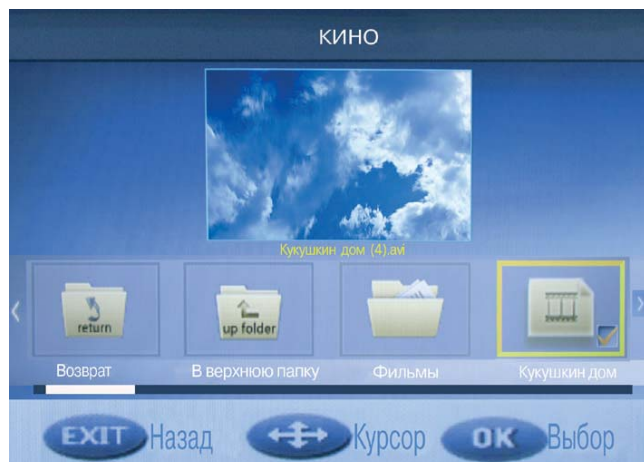 КИНО
Кукушкин дом (4).avi
return
up folder
Возврат В верхнюю папку Фильмы Кукушкин дом
EXIT Назад Курсор OK Выбор